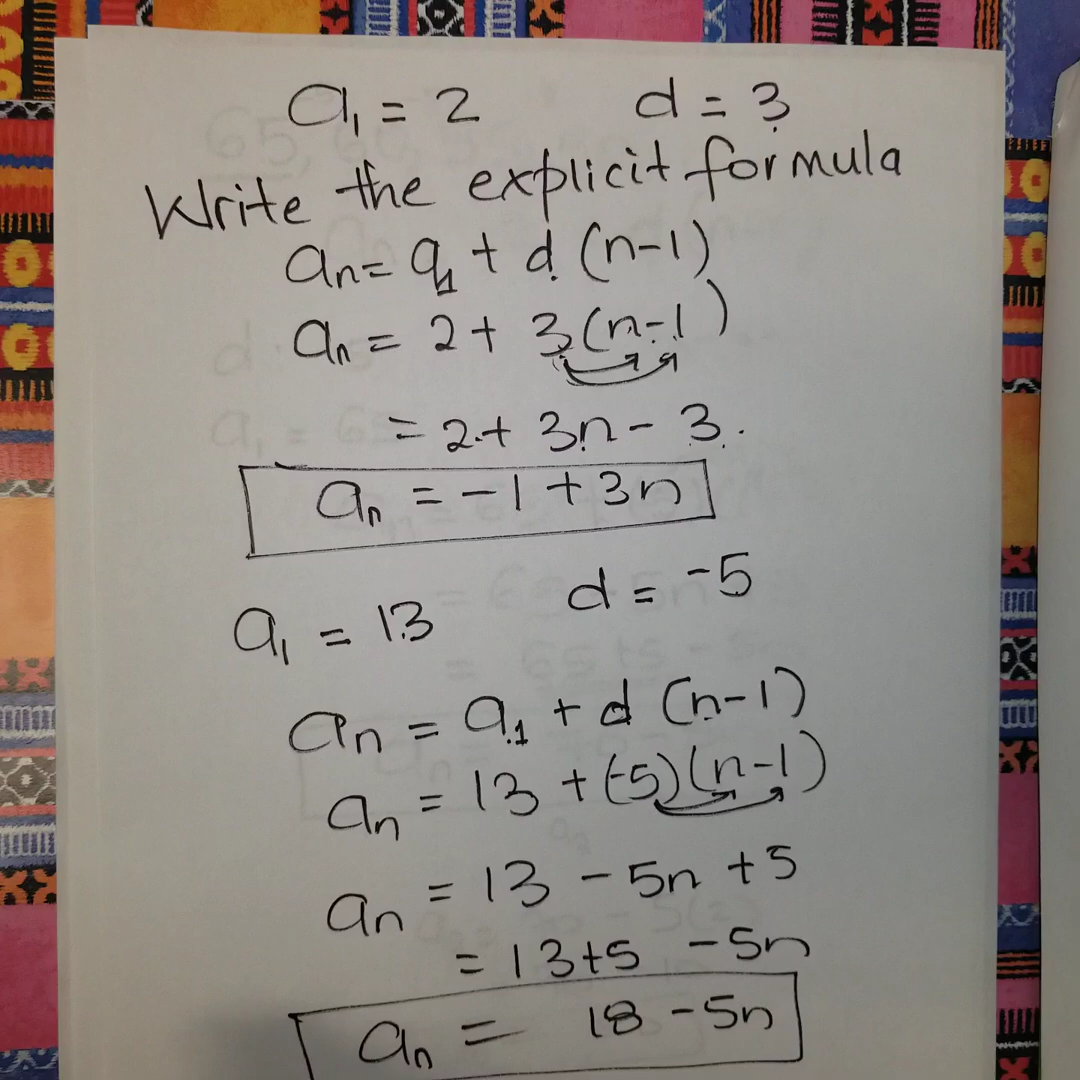 a₁ = 2 d = 3
Write the explicit formula
aₙ = a₁ + d (n-1)
aₙ = 2 + 3(n-1)
= 2 + 3n - 3
aₙ = -1 + 3n
a₁ = 13 d = -5
aₙ = a₁ + d (n-1)
aₙ = 13 + (-5)(n-1)
aₙ = 13 - 5n + 5
= 13+5 -5n
aₙ = 18 - 5n